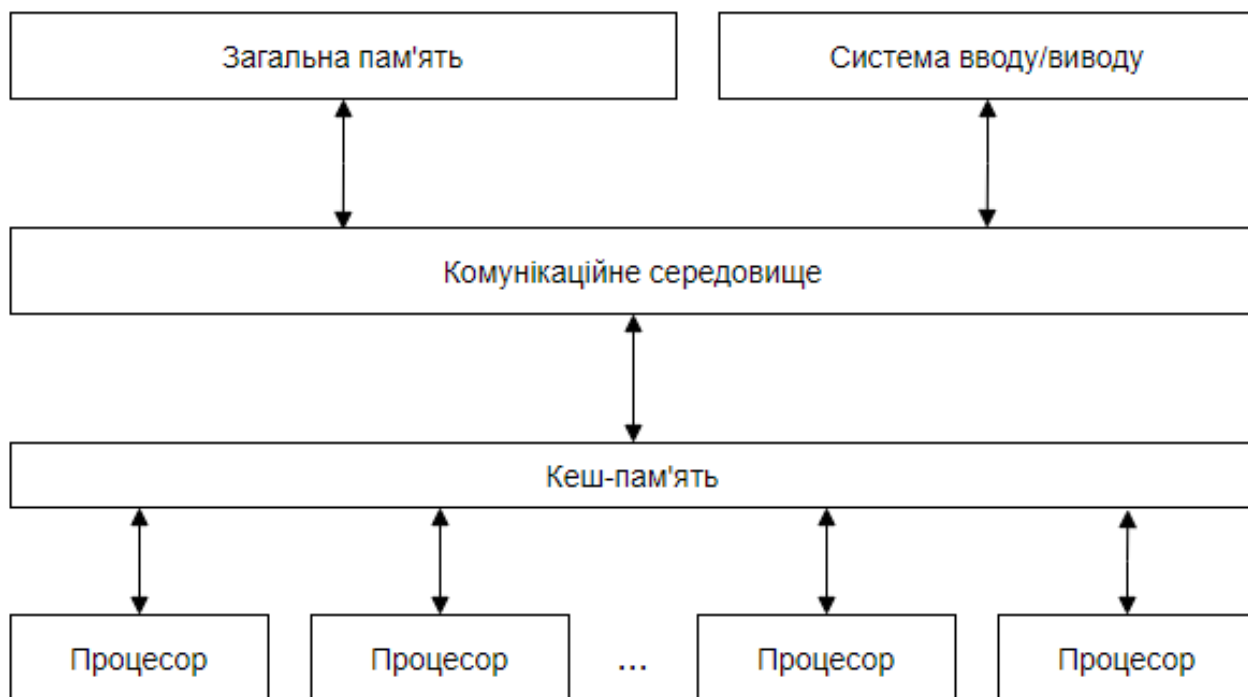 Загальна пам'ять
Система вводу/виводу
Комунікаційне середовище
Кеш-пам'ять
Процесор
Процесор
...
Процесор
Процесор